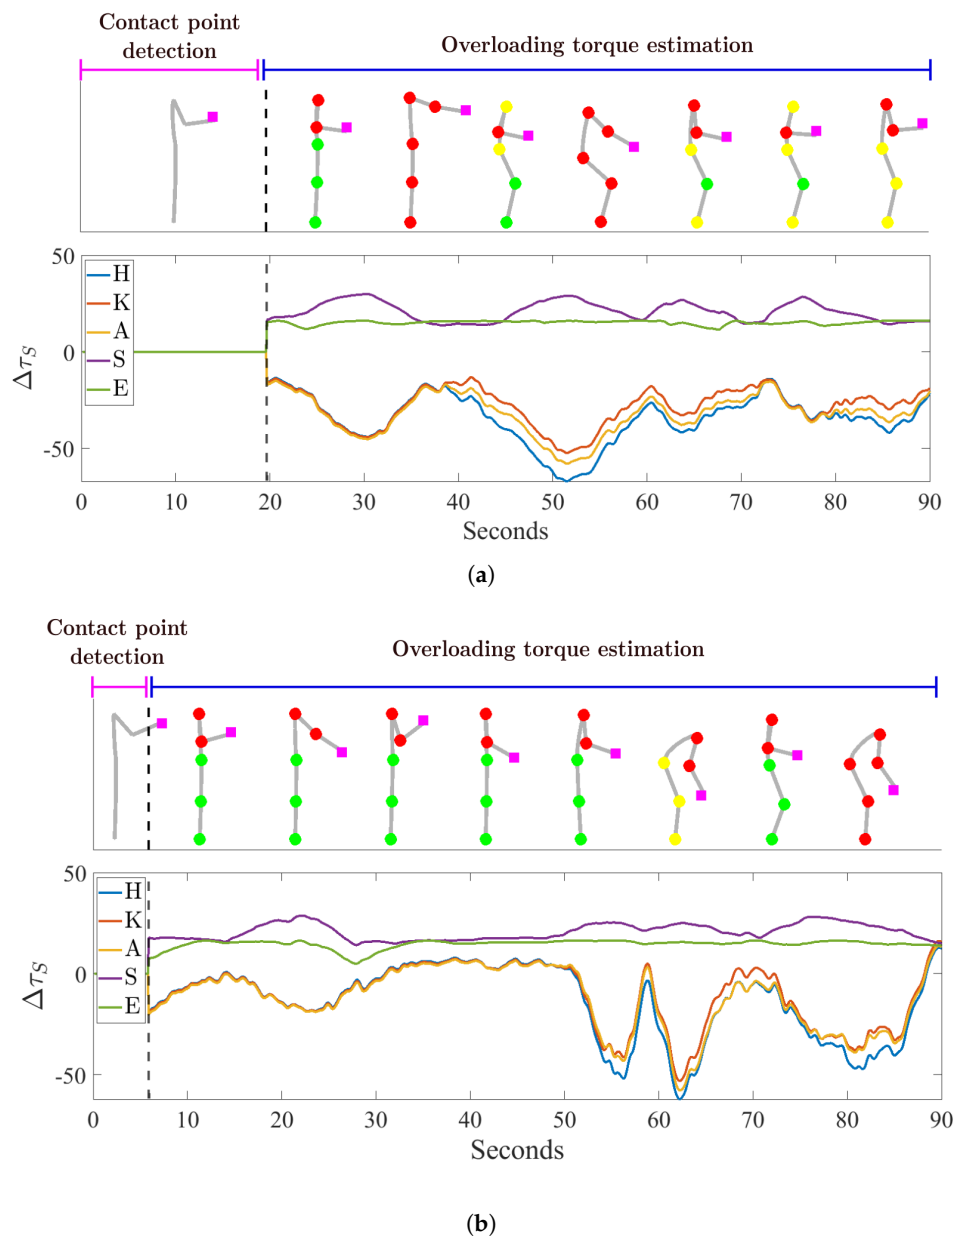 Contact point
detection
Overloading torque estimation
50
0
-50
Δτ_S
H
K
A
S
E
0 10 20 30 40 50 60 70 80 90
Seconds
(a)
Contact point
detection
Overloading torque estimation
50
0
-50
Δτ_S
H
K
A
S
E
0 10 20 30 40 50 60 70 80 90
Seconds
(b)